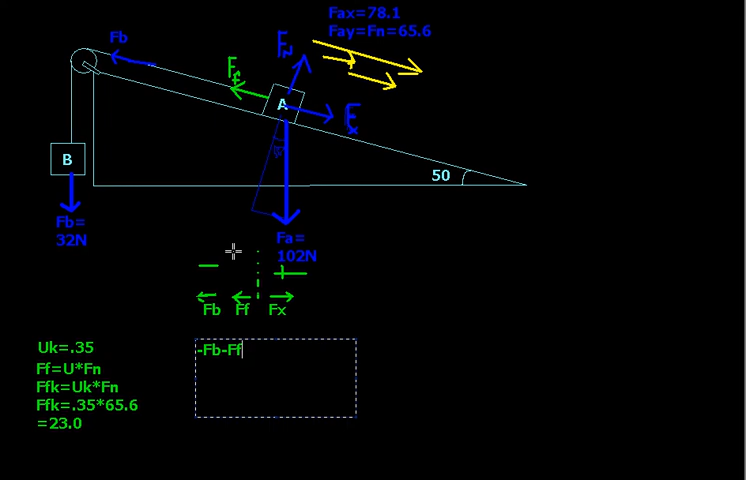 Fax=78.1
Fay=Fn=65.6
Fb
FN
Ff
A
Fx
B
50
Fb=
32N
Fa=
102N
Fb Ff Fx
Uk=.35
Ff=U*Fn
Ffk=Uk*Fn
Ffk=.35*65.6
=23.0
-Fb-Ff